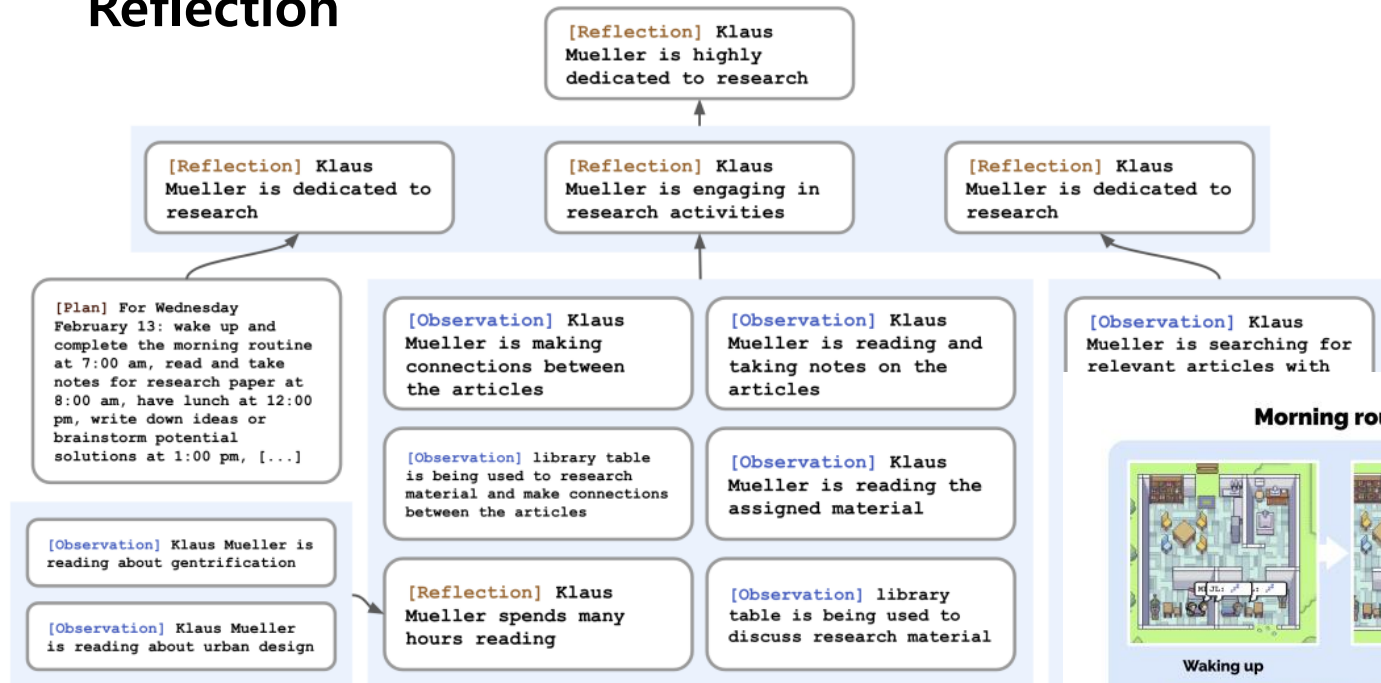 Reflection
[Reflection] Klaus
Mueller is highly
dedicated to research
[Reflection] Klaus
Mueller is dedicated to
research
[Reflection] Klaus
Mueller is engaging in
research activities
[Reflection] Klaus
Mueller is dedicated to
research
[Plan] For Wednesday
February 13: wake up and
complete the morning routine
at 7:00 am, read and take
notes for research paper at
8:00 am, have lunch at 12:00
pm, write down ideas or
brainstorm potential
solutions at 1:00 pm, [...]
[Observation] Klaus Mueller is
reading about gentrification
[Observation] Klaus Mueller
is reading about urban design
[Observation] Klaus
Mueller is making
connections between
the articles
[Observation] Klaus
Mueller is reading and
taking notes on the
articles
[Observation] library table
is being used to research
material and make connections
between the articles
[Observation] Klaus
Mueller is reading the
assigned material
[Reflection] Klaus
Mueller spends many
hours reading
[Observation] library
table is being used to
discuss research material
[Observation] Klaus
Mueller is searching for
relevant articles with
Morning
JL:
Waking up